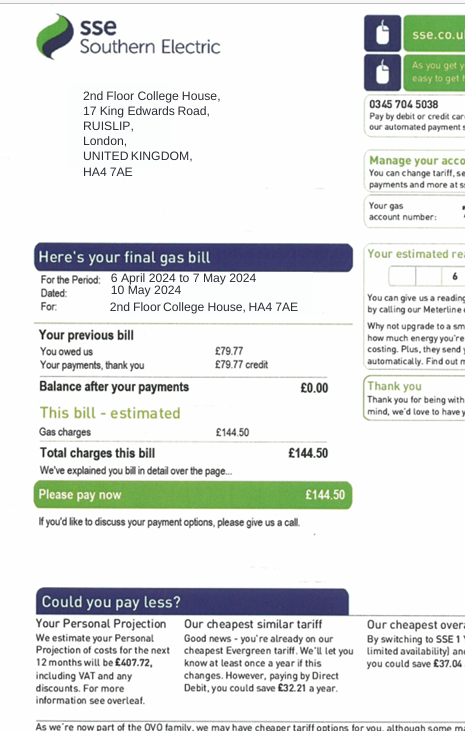 sse
Southern Electric
2nd Floor College House,
17 King Edwards Road,
RUISLIP,
London,
UNITED KINGDOM,
HA4 7AE
sse.co.u
As you get
easy to get
0345 704 5038
Pay by debit or credit car
our automated payment s
Manage your acco
You can change tariff, se
payments and more at s
Your gas
account number:
Here's your final gas bill
For the Period: 6 April 2024 to 7 May 2024
Dated: 10 May 2024
For: 2nd Floor College House, HA4 7AE
Your previous bill
You owed us £79.77
Your payments, thank you £79.77 credit
Balance after your payments £0.00
This bill - estimated
Gas charges £144.50
Total charges this bill £144.50
We've explained you bill in detail over the page...
Please pay now £144.50
If you'd like to discuss your payment options, please give us a call.
Your estimated rea
6
You can give us a reading
by calling our Meterline
Why not upgrade to a sm
how much energy you're
costing. Plus, they send
automatically. Find out m
Thank you
Thank you for being with
mind, we'd love to have y
Could you pay less?
Your Personal Projection
We estimate your Personal
Projection of costs for the next
12 months will be £407.72,
including VAT and any
discounts. For more
information see overleaf.
Our cheapest similar tariff
Good news - you're already on our
cheapest Evergreen tariff. We'll let you
know at least once a year if this
changes. However, paying by Direct
Debit, you could save £32.21 a year.
Our cheapest overa
By switching to SSE 1
limited availability) and
you could save £37.04
As we're now part of the OVO family, we may have cheaper tariff options for you, although some m